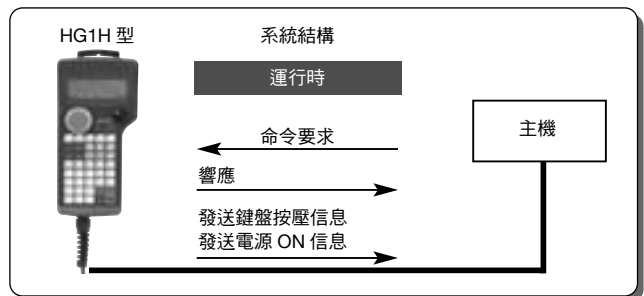 HG1H 型
系統結構
運行時
命令要求
主機
響應
發送鍵盤按壓信息
發送電源 ON 信息